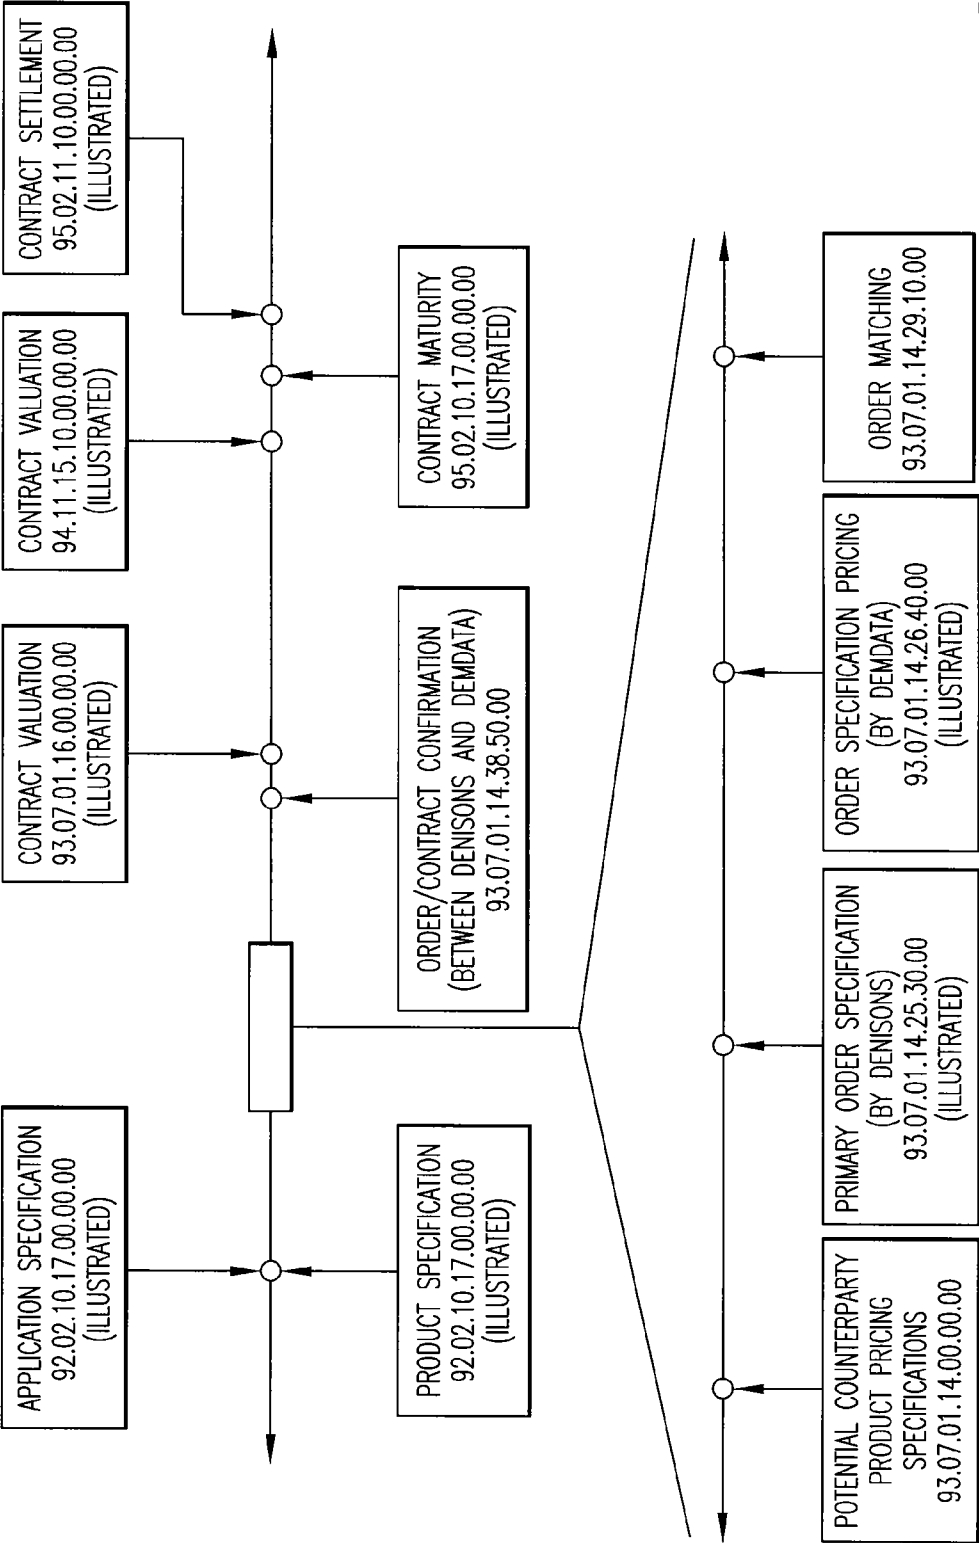 APPLICATION SPECIFICATION
92.02.10.17.00.00.00
(ILLUSTRATED)
CONTRACT VALUATION
93.07.01.16.00.00.00
(ILLUSTRATED)
CONTRACT VALUATION
94.11.15.10.00.00.00
(ILLUSTRATED)
CONTRACT SETTLEMENT
95.02.11.10.00.00.00
(ILLUSTRATED)
PRODUCT SPECIFICATION
92.02.10.17.00.00.00
(ILLUSTRATED)
ORDER/CONTRACT CONFIRMATION
(BETWEEN DENISONS AND DEMDATA)
93.07.01.14.38.50.00
CONTRACT MATURITY
95.02.10.17.00.00.00
(ILLUSTRATED)
POTENTIAL COUNTERPARTY
PRODUCT PRICING
SPECIFICATIONS
93.07.01.14.00.00.00
PRIMARY ORDER SPECIFICATION
(BY DENISONS)
93.07.01.14.25.30.00
(ILLUSTRATED)
ORDER SPECIFICATION PRICING
(BY DEMDATA)
93.07.01.14.26.40.00
(ILLUSTRATED)
ORDER MATCHING
93.07.01.14.29.10.00